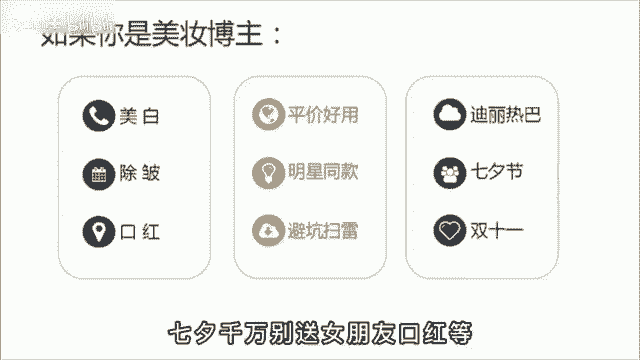 如果你是美妆博主：
美白
除皱
口红
平价好用
明星同款
避坑扫雷
迪丽热巴
七夕节
双十一
七夕千万别送女朋友口红等